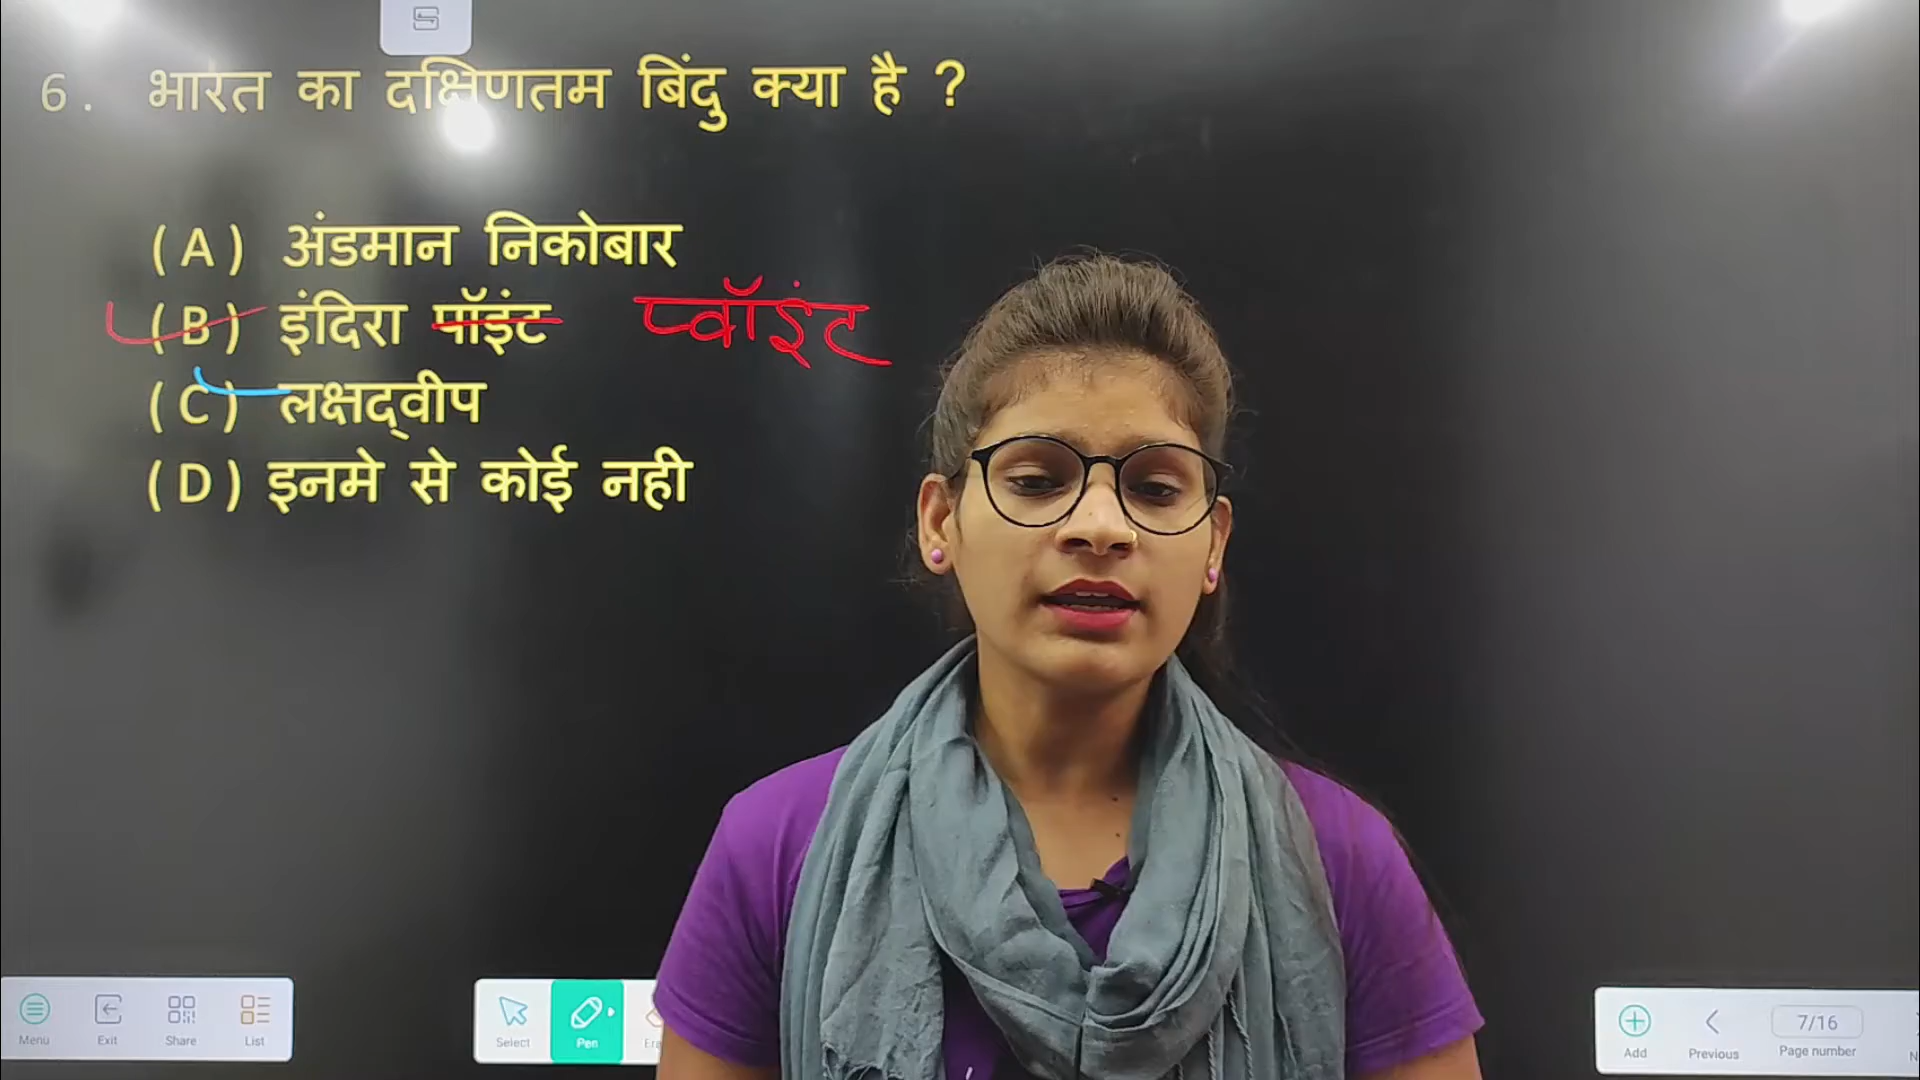 6. भारत का दक्षिणतम बिंदु क्या है ?
(A) अंडमान निकोबार
(B) इंदिरा पॉइंट प्वॉइंट
(C) लक्षद्वीप
(D) इनमे से कोई नही
Menu Exit Share List
Select Pen
Add Previous 7/16 Page number